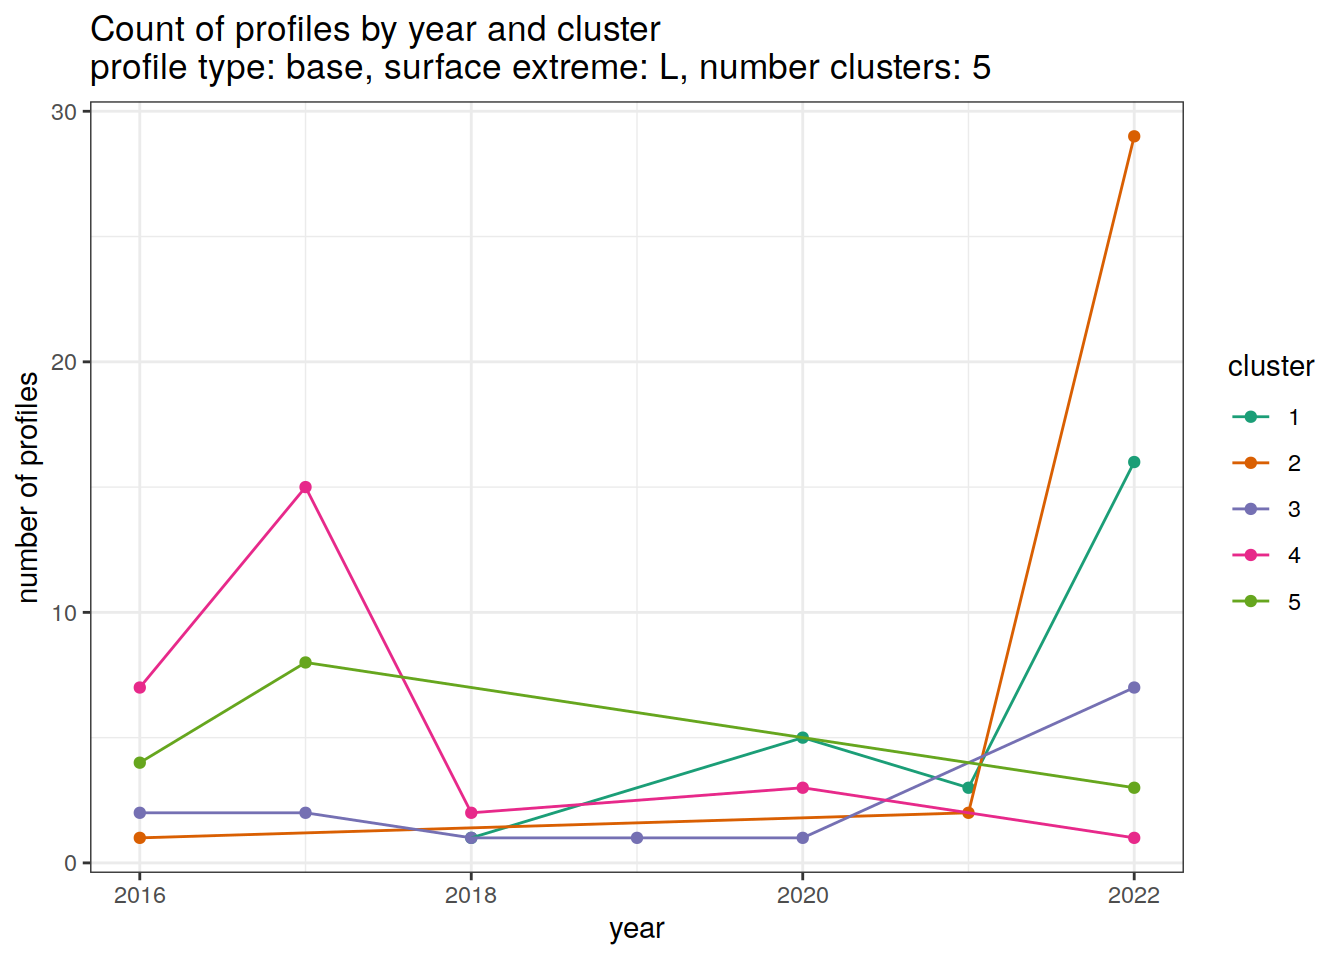 Count of profiles by year and cluster
profile type: base, surface extreme: L, number clusters: 5
30
20
10
0
number of profiles
2016
2018
2020
2022
year
cluster
1
2
3
4
5